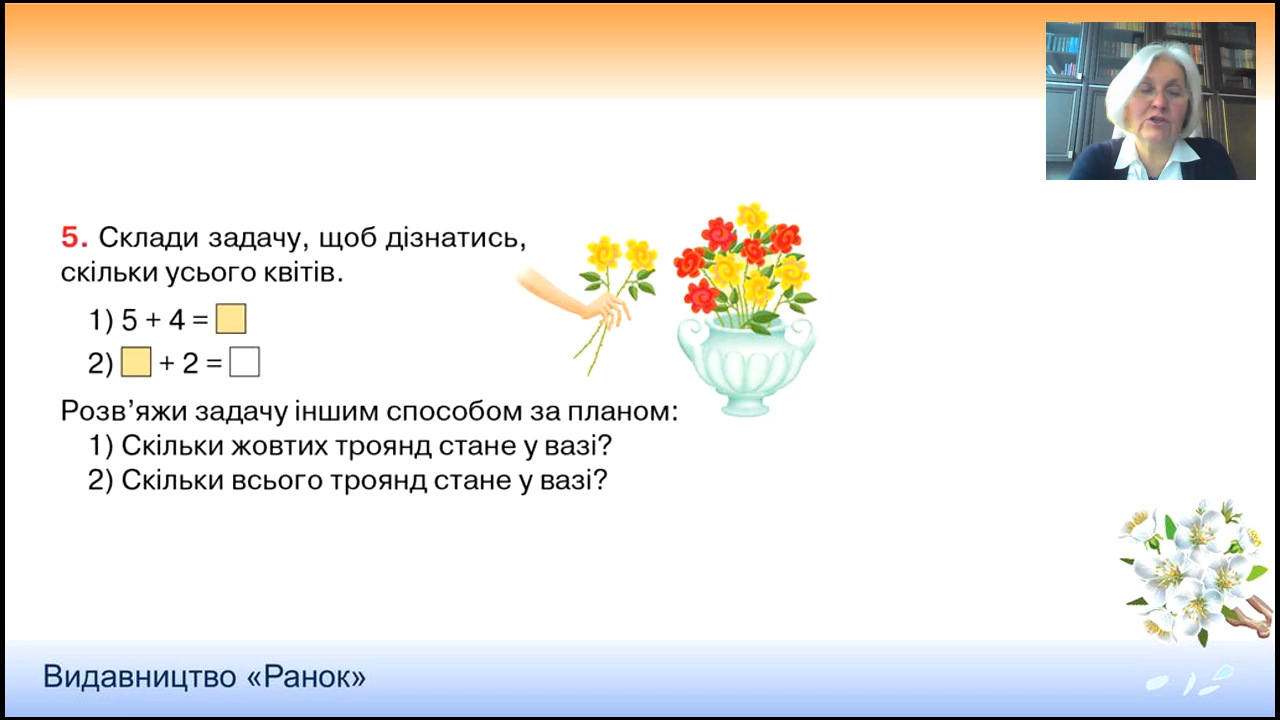 5. Склади задачу, щоб дізнатись,
скільки усього квітів.
1) 5 + 4 =
2) + 2 =
Розв’яжи задачу іншим способом за планом:
1) Скільки жовтих троянд стане у вазі?
2) Скільки всього троянд стане у вазі?
Видавництво «Ранок»